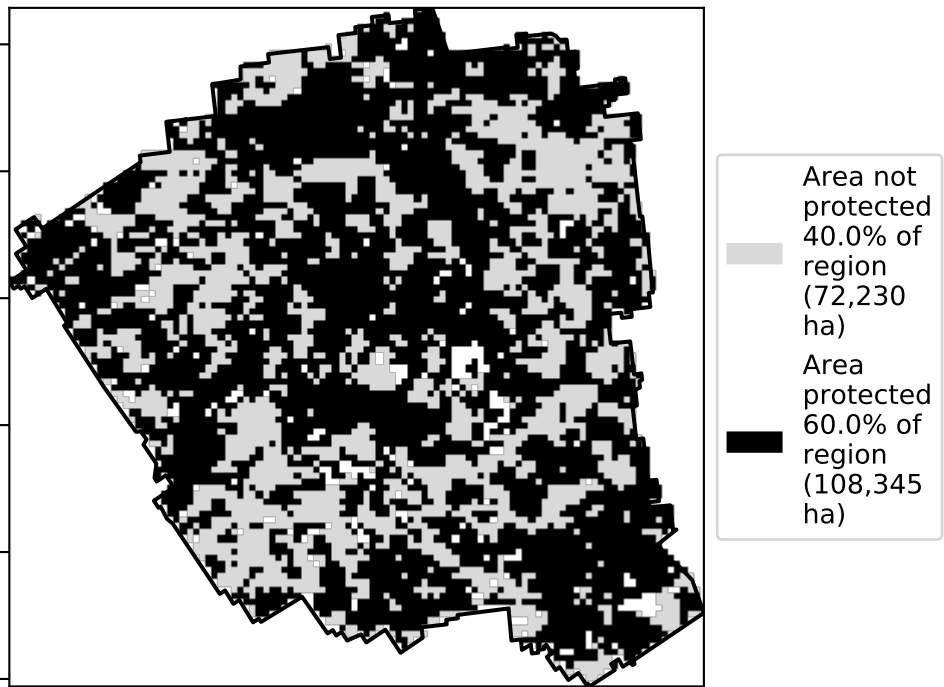 Area not
protected
40.0% of
region
(72,230
ha)
Area
protected
60.0% of
region
(108,345
ha)